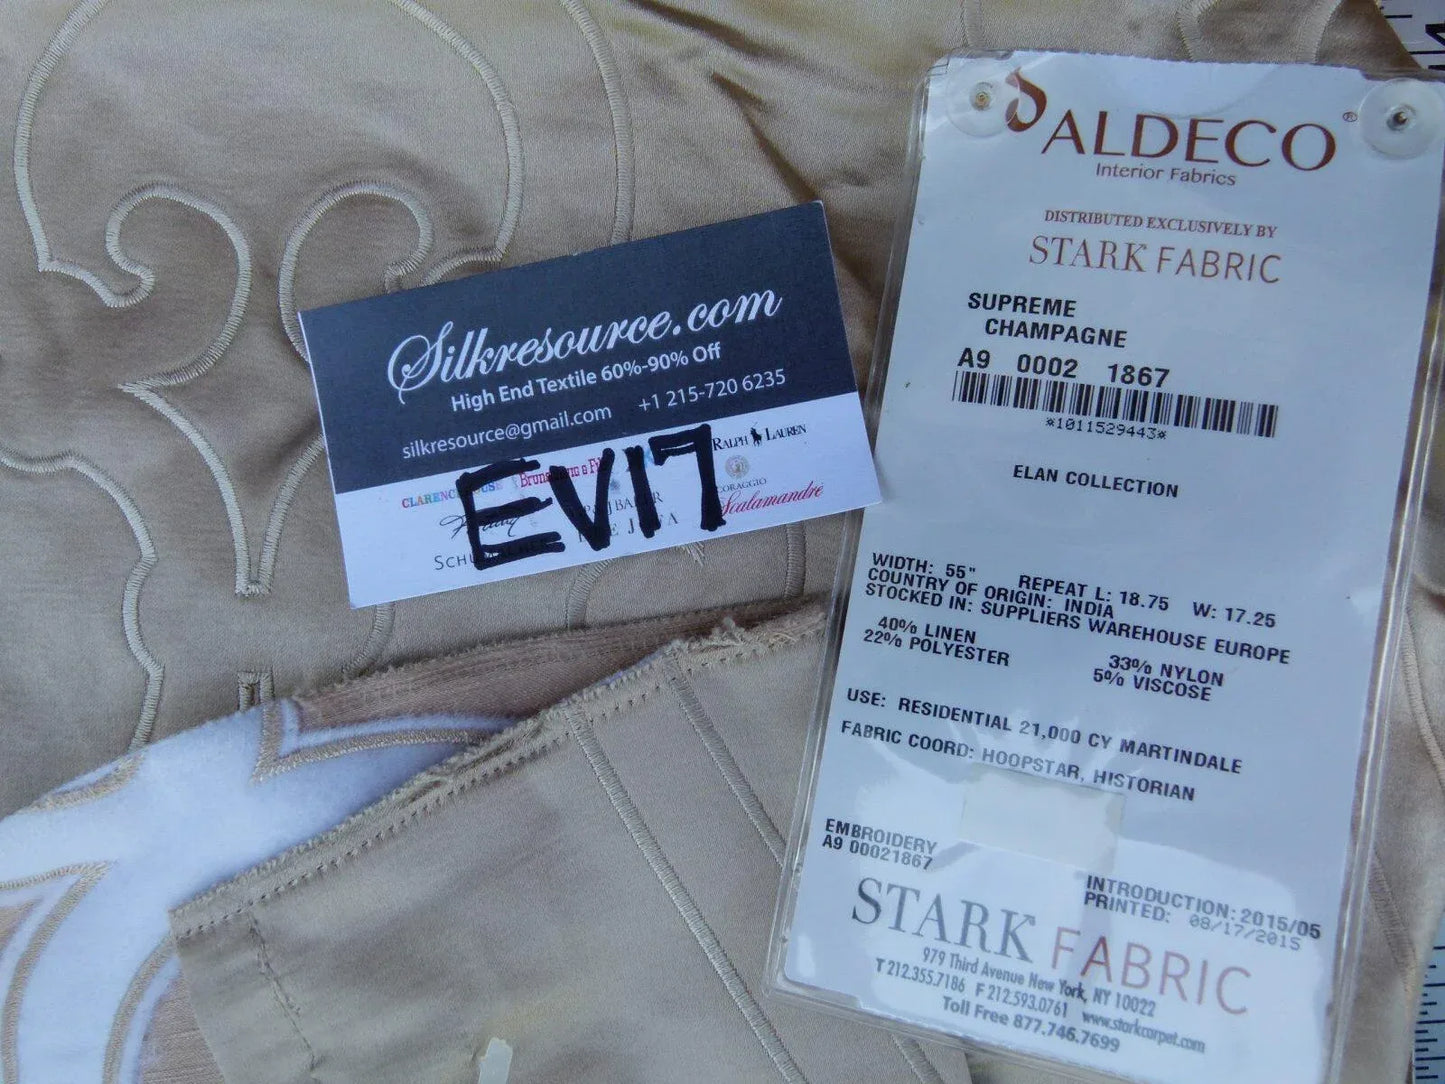 Silkresource.com
High End Textile 60%-90% Off
silkresource@gmail.com +1 215-720 6235
RALPH LAUREN
CORAGGIO
Scalamandré
EV17
ALDECO®
Interior Fabrics
DISTRIBUTED EXCLUSIVELY BY
STARK FABRIC
SUPREME
CHAMPAGNE
A9 0002 1867
*1011529443*
ELAN COLLECTION
WIDTH: 55" REPEAT L: 18.75 W: 17.25
COUNTRY OF ORIGIN: INDIA
STOCKED IN: SUPPLIERS WAREHOUSE EUROPE
40% LINEN 33% NYLON
22% POLYESTER 5% VISCOSE
USE: RESIDENTIAL 21,000 CY MARTINDALE
FABRIC COORD: HOOPSTAR, HISTORIAN
EMBROIDERY
A9 00021867
INTRODUCTION: 2015/05
PRINTED: 08/17/2015
STARK FABRIC
979 Third Avenue New York, NY 10022
T 212.355.7186 F 212.593.0761 www.starkcarpet.com
Toll Free 877.746.7699